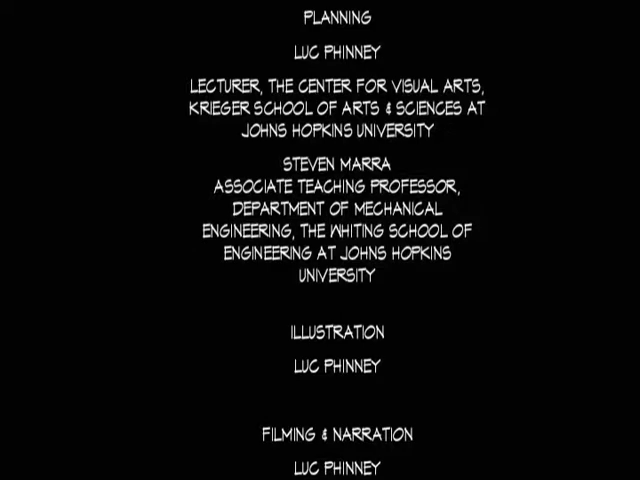 PLANNING
LUC PHINNEY
LECTURER, THE CENTER FOR VISUAL ARTS,
KRIEGER SCHOOL OF ARTS & SCIENCES AT
JOHNS HOPKINS UNIVERSITY
STEVEN MARRA
ASSOCIATE TEACHING PROFESSOR,
DEPARTMENT OF MECHANICAL
ENGINEERING, THE WHITING SCHOOL OF
ENGINEERING AT JOHNS HOPKINS
UNIVERSITY
ILLUSTRATION
LUC PHINNEY
FILMING & NARRATION
LUC PHINNEY